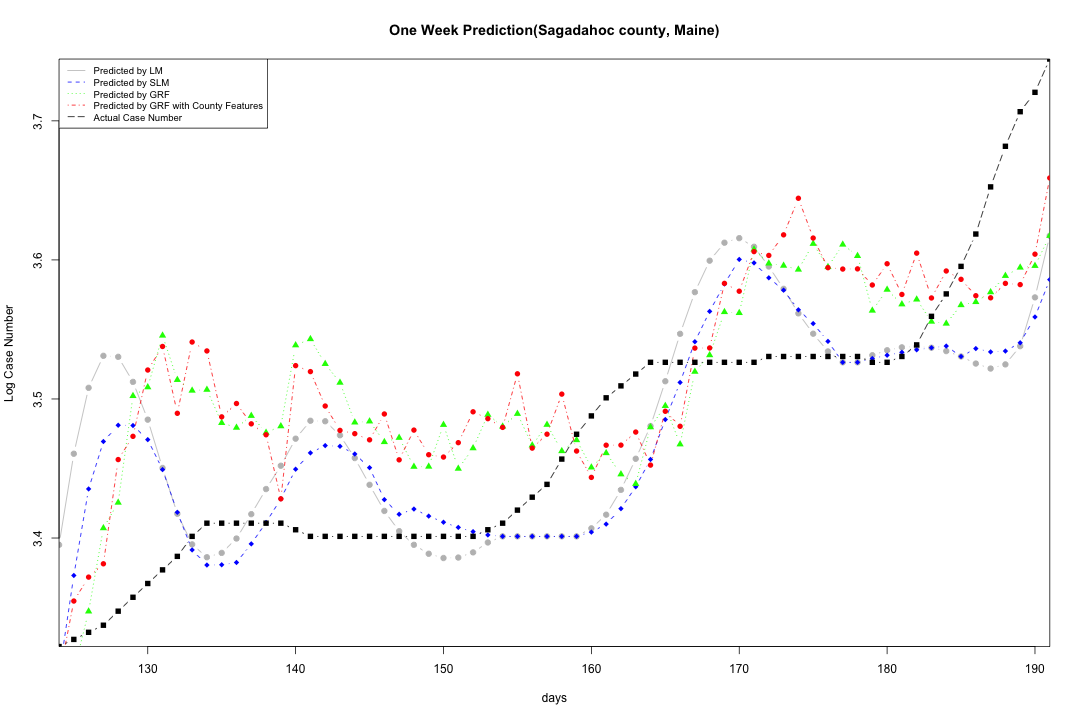 One Week Prediction(Sagadahoc county, Maine)
Predicted by LM
Predicted by SLM
Predicted by GRF
Predicted by GRF with County Features
Actual Case Number
Log Case Number
3.7
3.6
3.5
3.4
130 140 150 160 170 180 190
days